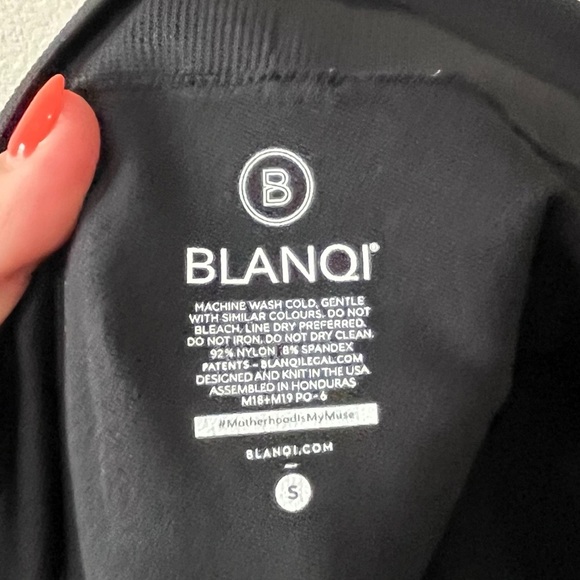 B
BLANQI®
MACHINE WASH COLD, GENTLE
WITH SIMILAR COLOURS. DO NOT
BLEACH. LINE DRY PREFERRED.
DO NOT IRON. DO NOT DRY CLEAN.
92% NYLON 8% SPANDEX
PATENTS - BLANQILEGAL.COM
DESIGNED AND KNIT IN THE USA
ASSEMBLED IN HONDURAS
M18+M19 PO-6
#MotherhoodIsMyMuse
BLANQI.COM
S